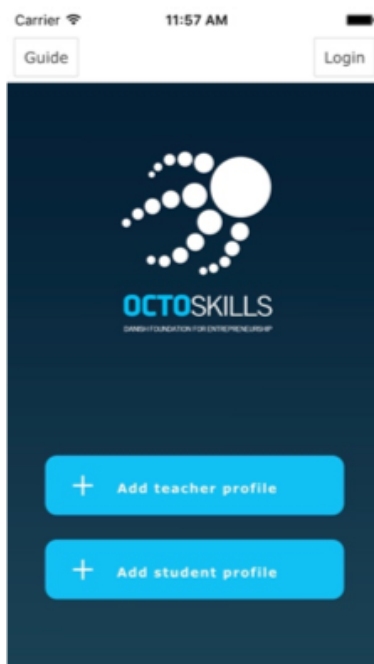 Carrier 11:57 AM
Guide Login
OCTOSKILLS
DANISH FOUNDATION FOR ENTREPRENEURSHIP
+ Add teacher profile
+ Add student profile